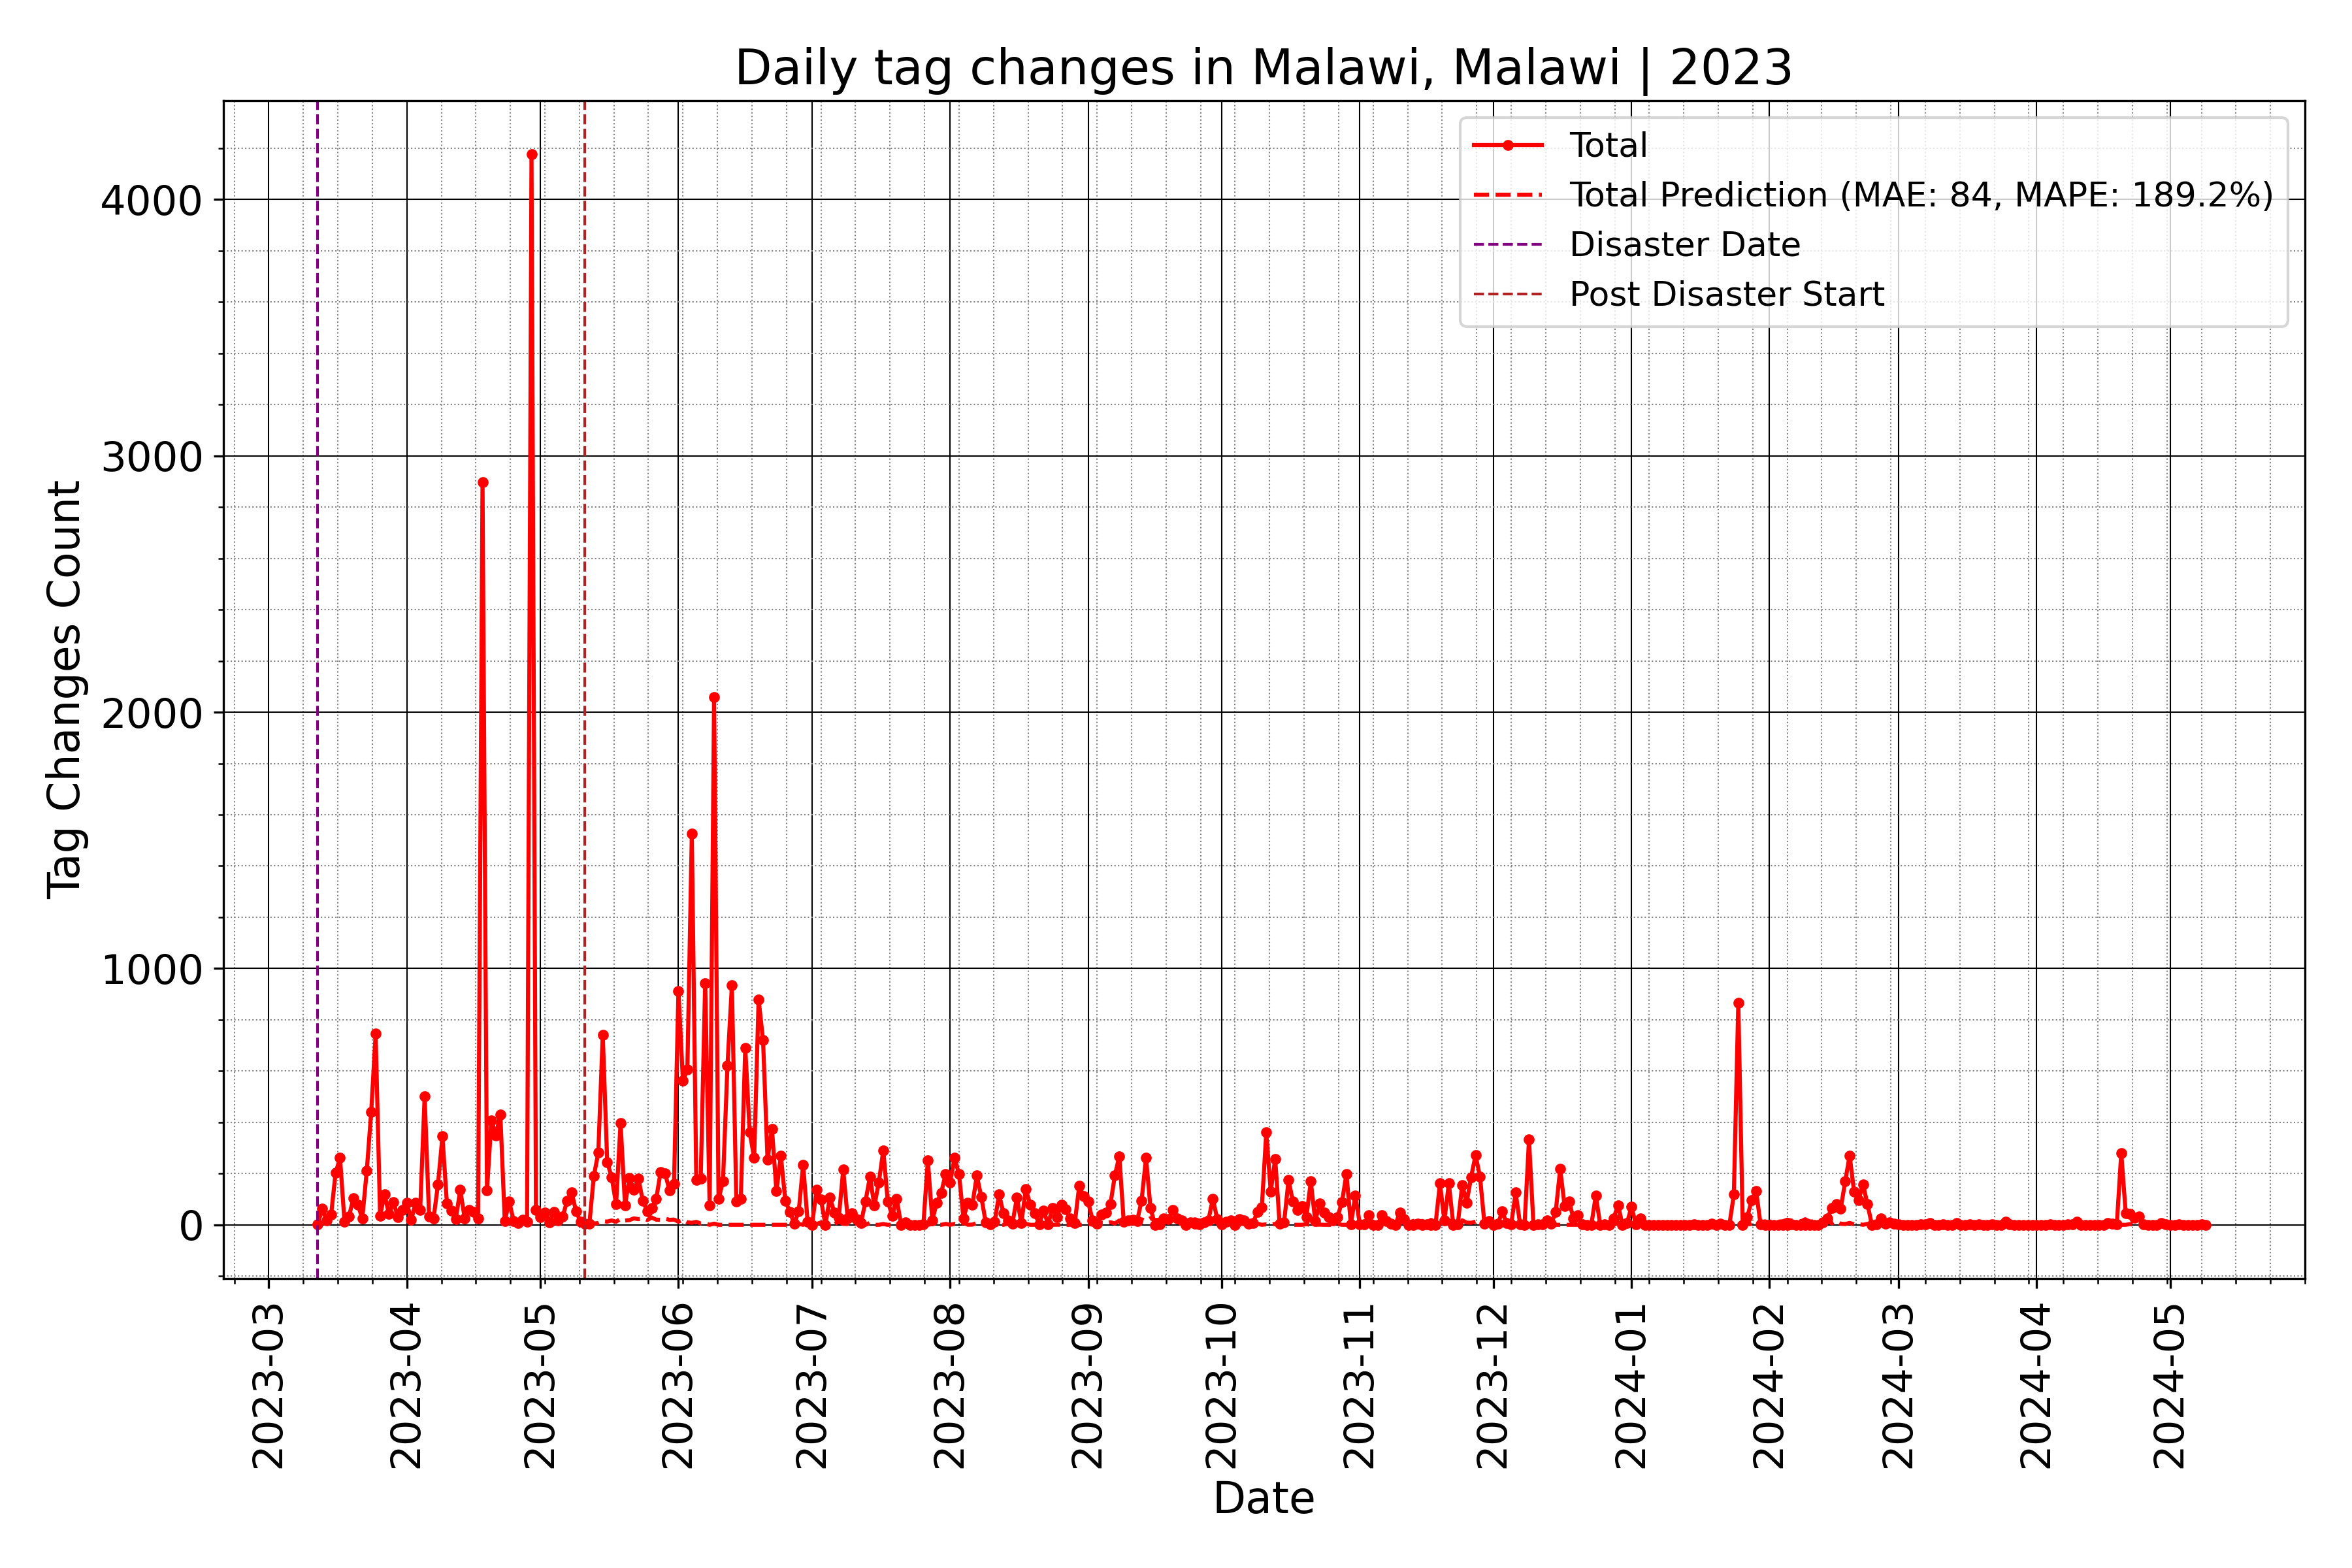 Daily tag changes in Malawi, Malawi | 2023
Total
Total Prediction (MAE: 84, MAPE: 189.2%)
Disaster Date
Post Disaster Start
Tag Changes Count
4000
3000
2000
1000
0
2023-03
2023-04
2023-05
2023-06
2023-07
2023-08
2023-09
2023-10
2023-11
2023-12
2024-01
2024-02
2024-03
2024-04
2024-05
Date